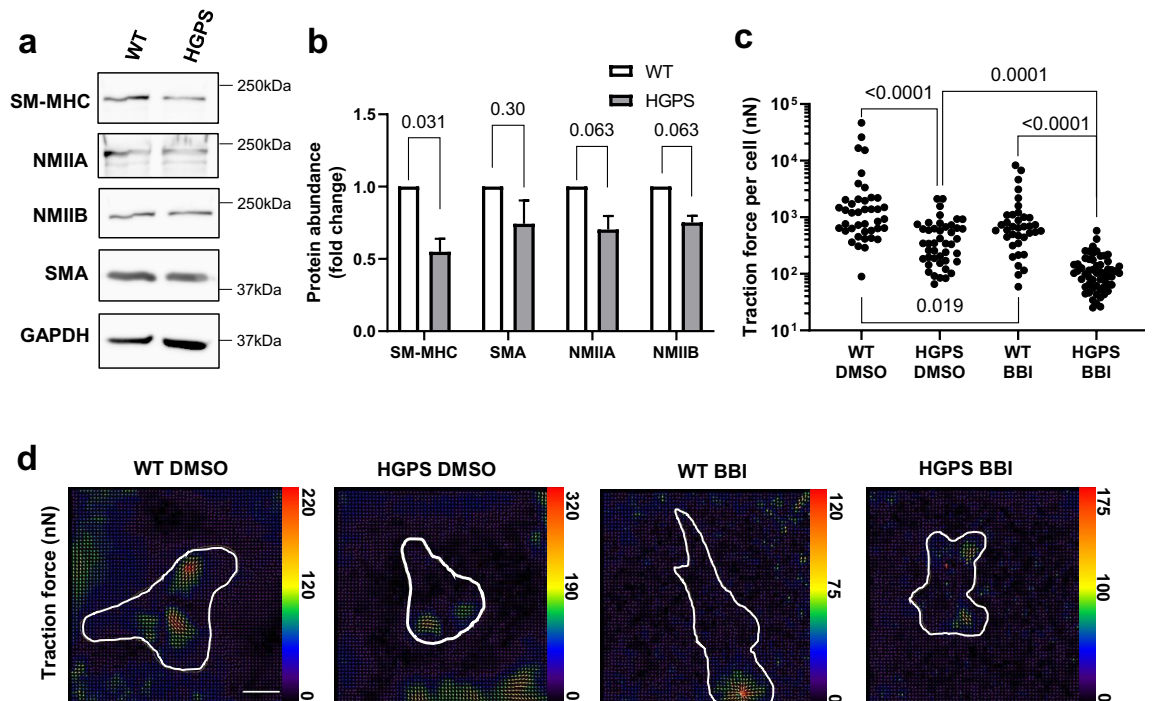 a
WT
HGPS
SM-MHC
250kDa
NMIIA
250kDa
NMIIB
250kDa
SMA
37kDa
GAPDH
37kDa
b
WT
HGPS
Protein abundance
(fold change)
1.5
1.0
0.5
0.0
0.031
0.30
0.063
0.063
SM-MHC
SMA
NMIIA
NMIIB
c
Traction force per cell (nN)
10⁵
10⁴
10³
10²
10¹
<0.0001
0.0001
<0.0001
0.019
WT
DMSO
HGPS
DMSO
WT
BBI
HGPS
BBI
d
Traction force (nN)
WT DMSO
220
120
0
HGPS DMSO
320
190
0
WT BBI
120
75
0
HGPS BBI
175
100
0